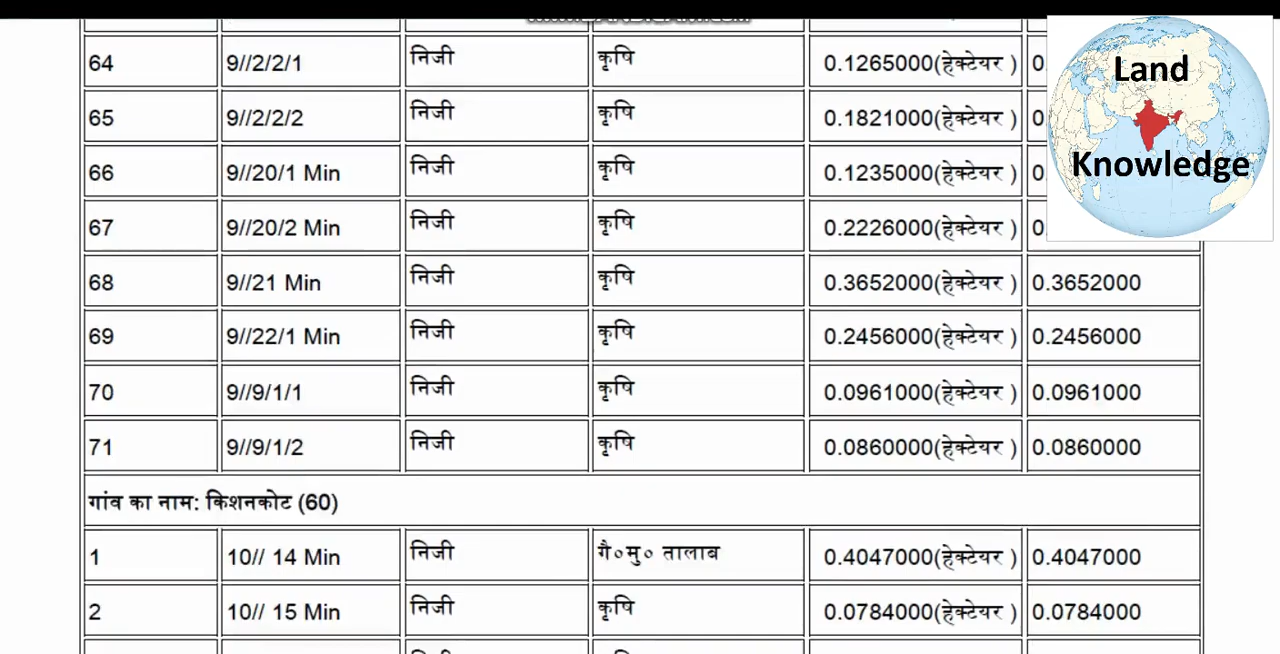 64 9//2/2/1 निजी कृषि 0.1265000(हेक्टेयर ) 0.
65 9//2/2/2 निजी कृषि 0.1821000(हेक्टेयर ) 0.
66 9//20/1 Min निजी कृषि 0.1235000(हेक्टेयर ) 0.
67 9//20/2 Min निजी कृषि 0.2226000(हेक्टेयर ) 0.
68 9//21 Min निजी कृषि 0.3652000(हेक्टेयर ) 0.3652000
69 9//22/1 Min निजी कृषि 0.2456000(हेक्टेयर ) 0.2456000
70 9//9/1/1 निजी कृषि 0.0961000(हेक्टेयर ) 0.0961000
71 9//9/1/2 निजी कृषि 0.0860000(हेक्टेयर ) 0.0860000
गांव का नाम: किशनकोट (60)
1 10// 14 Min निजी गै०मु० तालाब 0.4047000(हेक्टेयर ) 0.4047000
2 10// 15 Min निजी कृषि 0.0784000(हेक्टेयर ) 0.0784000
Land
Knowledge